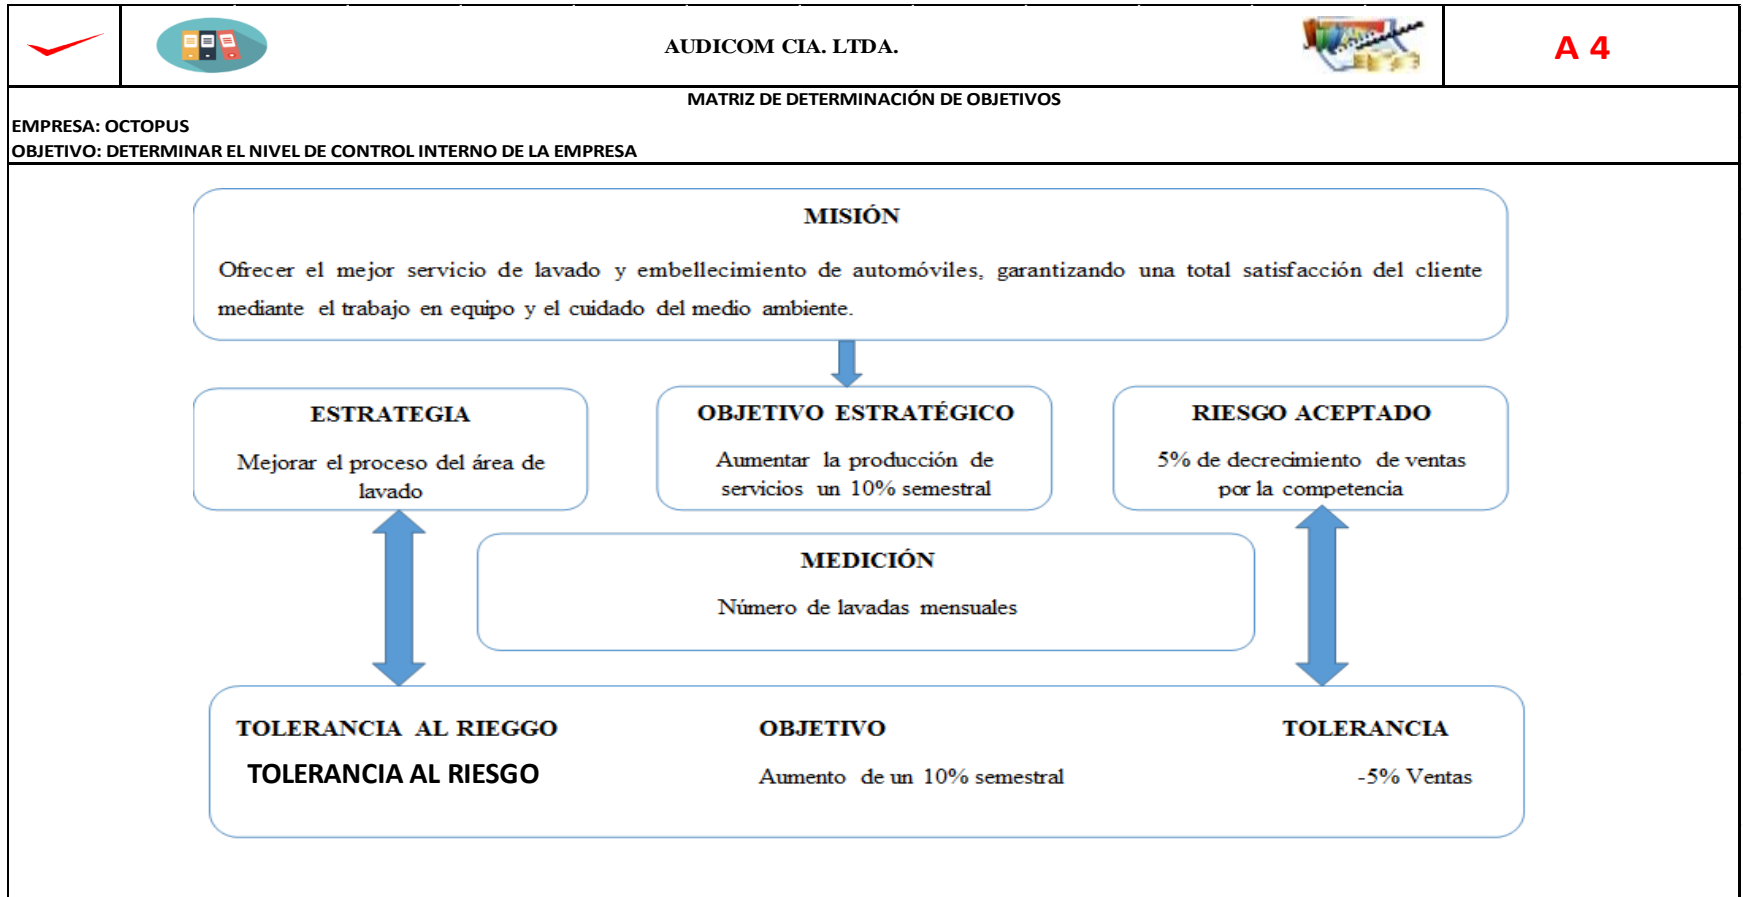 AUDICOM CIA. LTDA.
A 4
MATRIZ DE DETERMINACIÓN DE OBJETIVOS
EMPRESA: OCTOPUS
OBJETIVO: DETERMINAR EL NIVEL DE CONTROL INTERNO DE LA EMPRESA
MISIÓN
Ofrecer el mejor servicio de lavado y embellecimiento de automóviles, garantizando una total satisfacción del cliente
mediante el trabajo en equipo y el cuidado del medio ambiente.
ESTRATEGIA
Mejorar el proceso del área de
lavado
OBJETIVO ESTRATÉGICO
Aumentar la producción de
servicios un 10% semestral
RIESGO ACEPTADO
5% de decrecimiento de ventas
por la competencia
MEDICIÓN
Número de lavadas mensuales
TOLERANCIA AL RIEGGO
TOLERANCIA AL RIESGO
OBJETIVO
Aumento de un 10% semestral
TOLERANCIA
-5% Ventas